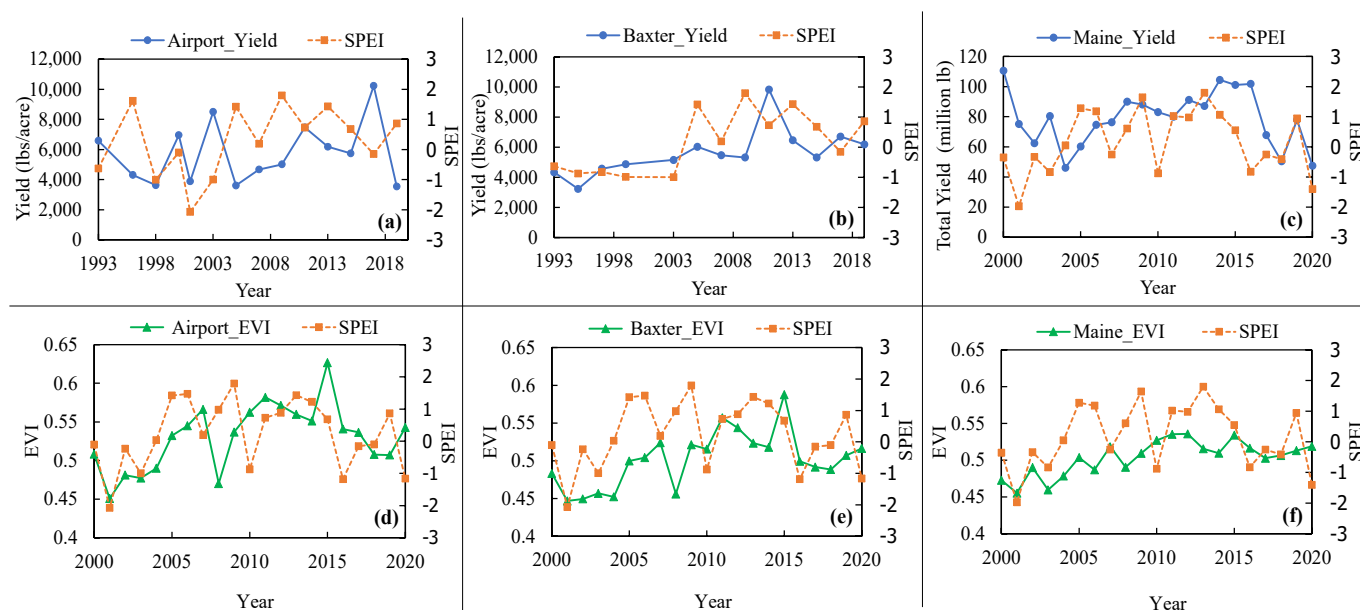 Airport_Yield SPEI
12,000
10,000
8,000
6,000
4,000
2,000
0
Yield (lbs/acre)
3
2
1
0
-1
-2
-3
SPEI
(a)
1993 1998 2003 2008 2013 2018
Year
Baxter_Yield SPEI
12,000
10,000
8,000
6,000
4,000
2,000
0
Yield (lbs/acre)
3
2
1
0
-1
-2
-3
SPEI
(b)
1993 1998 2003 2008 2013 2018
Year
Maine_Yield SPEI
120
100
80
60
40
20
0
Total Yield (million lb)
3
2
1
0
-1
-2
-3
SPEI
(c)
2000 2005 2010 2015 2020
Year
Airport_EVI SPEI
0.65
0.6
0.55
0.5
0.45
0.4
EVI
3
2
1
0
-1
-2
-3
SPEI
(d)
2000 2005 2010 2015 2020
Year
Baxter_EVI SPEI
0.65
0.6
0.55
0.5
0.45
0.4
EVI
3
2
1
0
-1
-2
-3
SPEI
(e)
2000 2005 2010 2015 2020
Year
Maine_EVI SPEI
0.65
0.6
0.55
0.5
0.45
0.4
EVI
3
2
1
0
-1
-2
-3
SPEI
(f)
2000 2005 2010 2015 2020
Year